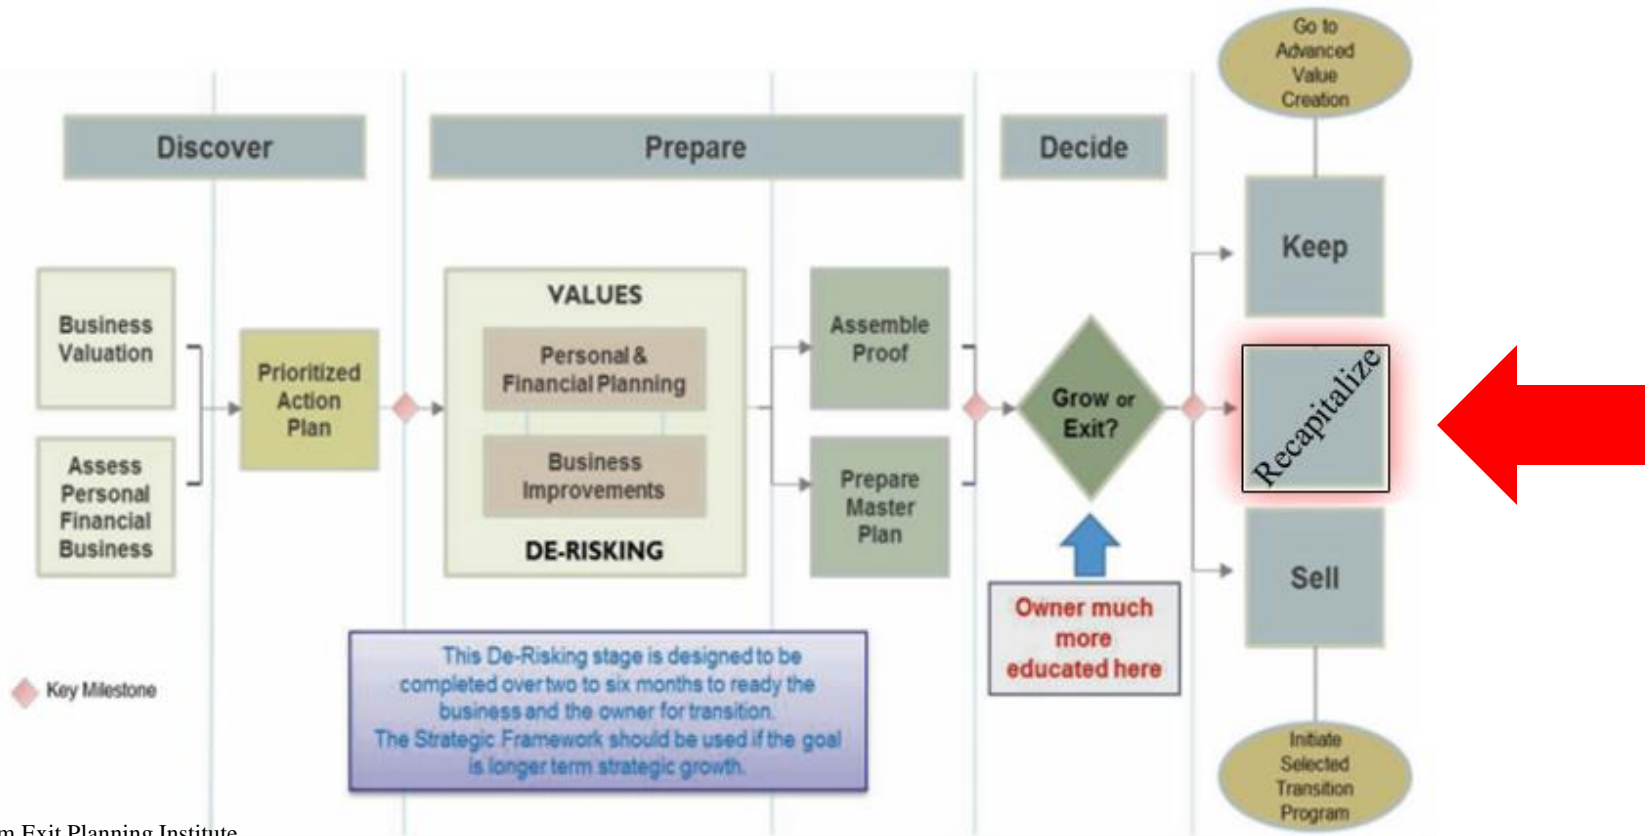 Go to
Advanced
Value
Creation
Discover
Prepare
Decide
Keep
Business
Valuation
Assess
Personal
Financial
Business
Prioritized
Action
Plan
VALUES
Personal &
Financial Planning
Business
Improvements
DE-RISKING
Assemble
Proof
Prepare
Master
Plan
Grow or
Exit?
Recapitalize
Sell
Owner much
more
educated here
This De-Risking stage is designed to be
completed over two to six months to ready the
business and the owner for transition.
The Strategic Framework should be used if the goal
is longer term strategic growth.
Key Milestone
Initiate
Selected
Transition
Program
Exit Planning Institute